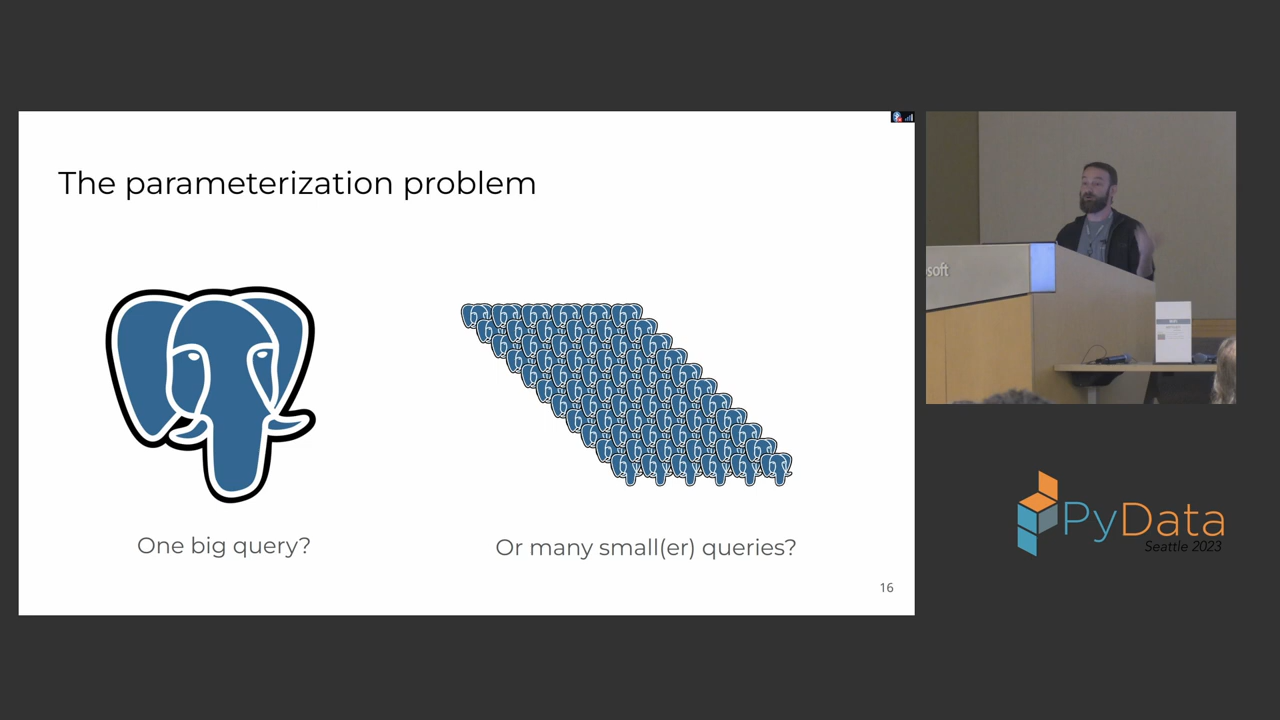 The parameterization problem
One big query?
Or many small(er) queries?
16
soft
PyData
Seattle 2023